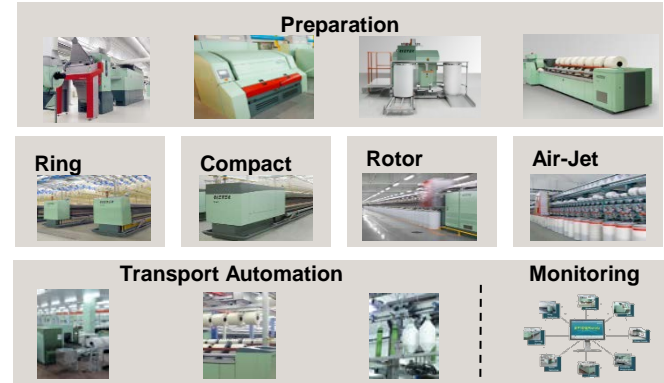 Preparation
Ring
Compact
Rotor
Air-Jet
Transport Automation
Monitoring